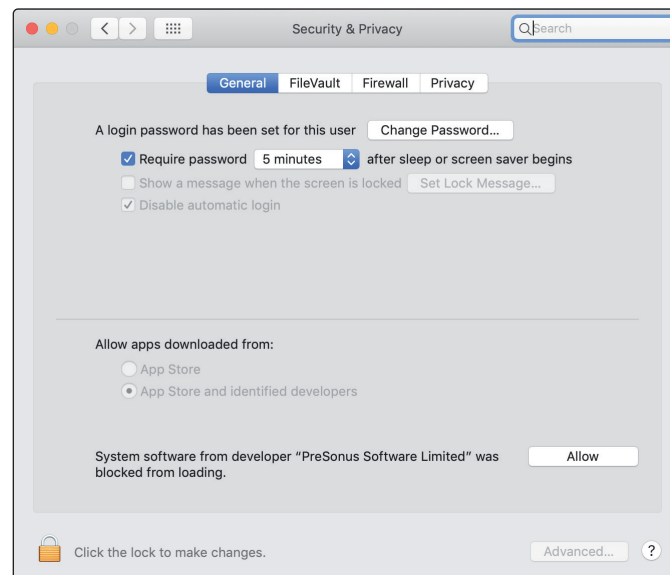 Security & Privacy
Search
General FileVault Firewall Privacy
A login password has been set for this user Change Password...
Require password 5 minutes after sleep or screen saver begins
Show a message when the screen is locked Set Lock Message...
Disable automatic login
Allow apps downloaded from:
App Store
App Store and identified developers
System software from developer “PreSonus Software Limited” was Allow
blocked from loading.
Click the lock to make changes. Advanced... ?